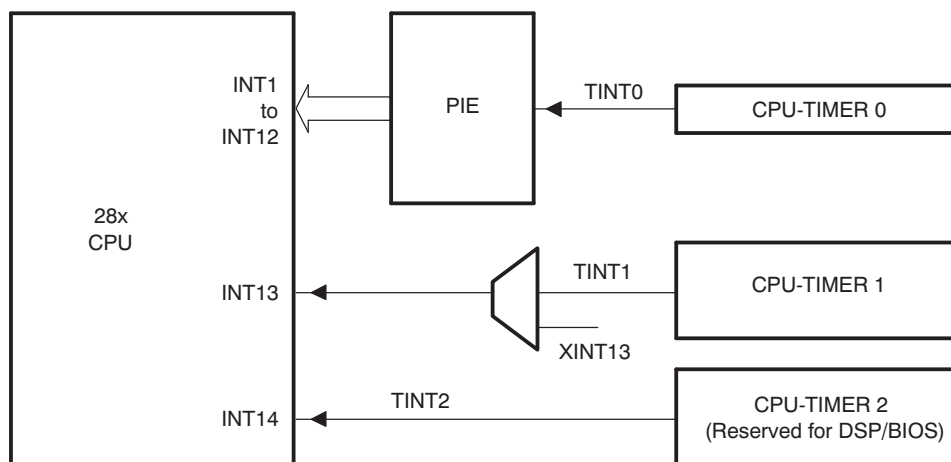 INT1
to
INT12
PIE
TINT0
CPU-TIMER 0
28x
CPU
INT13
TINT1
CPU-TIMER 1
XINT13
INT14
TINT2
CPU-TIMER 2
(Reserved for DSP/BIOS)